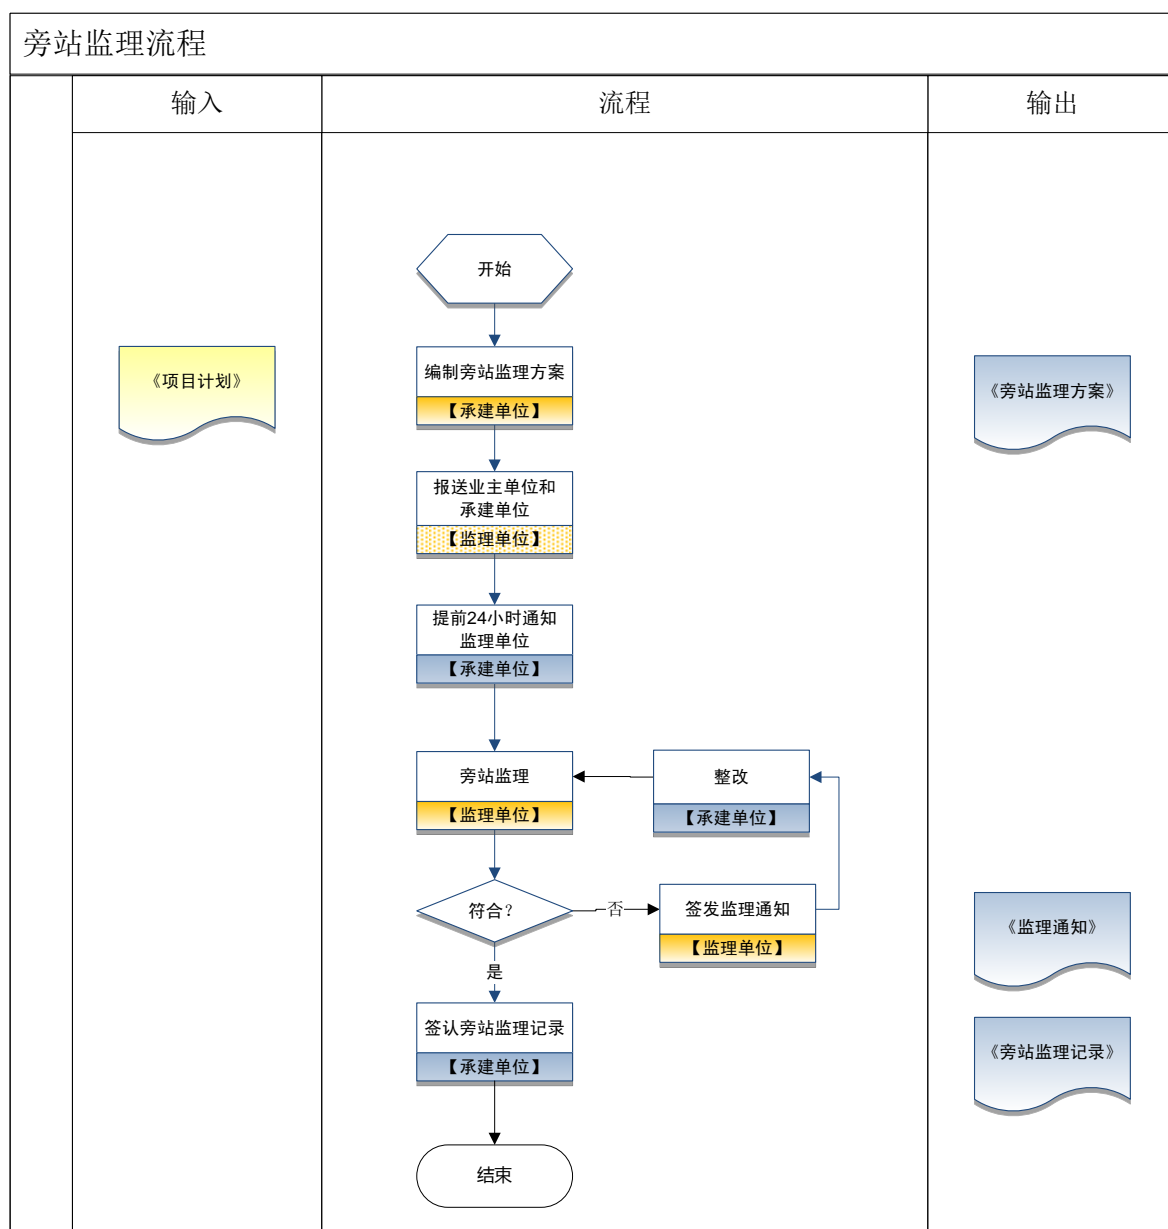 旁站监理流程
输入
流程
输出
开始
《项目计划》
编制旁站监理方案
【承建单位】
《旁站监理方案》
报送业主单位和
承建单位
【监理单位】
提前24小时通知
监理单位
【承建单位】
旁站监理
【监理单位】
整改
【承建单位】
符合?
否
签发监理通知
【监理单位】
《监理通知》
是
签认旁站监理记录
【承建单位】
《旁站监理记录》
结束